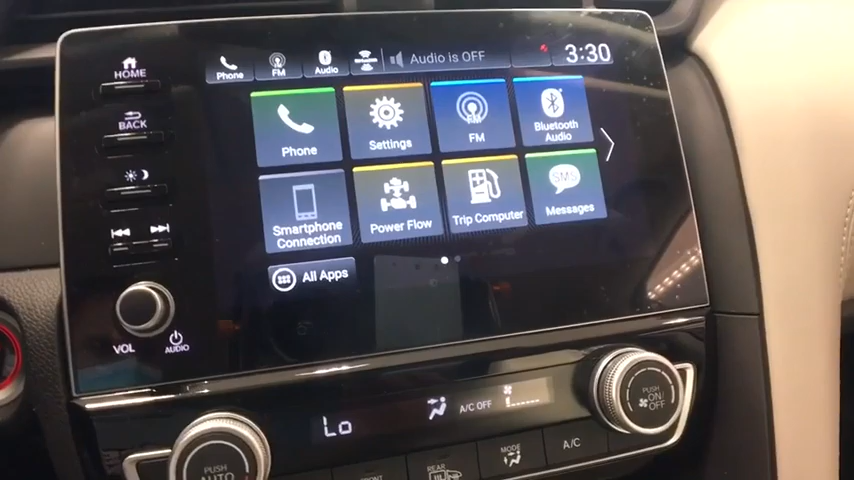 HOME
BACK
VOL
AUDIO
Phone
FM
Audio
Audio is OFF
3:30
Phone
Settings
FM
Bluetooth
Audio
Smartphone
Connection
Power Flow
Trip Computer
SMS
Messages
All Apps
Lo
A/C OFF
PUSH
ON/
OFF
PUSH
AUTO
FRONT
REAR
MODE
A/C